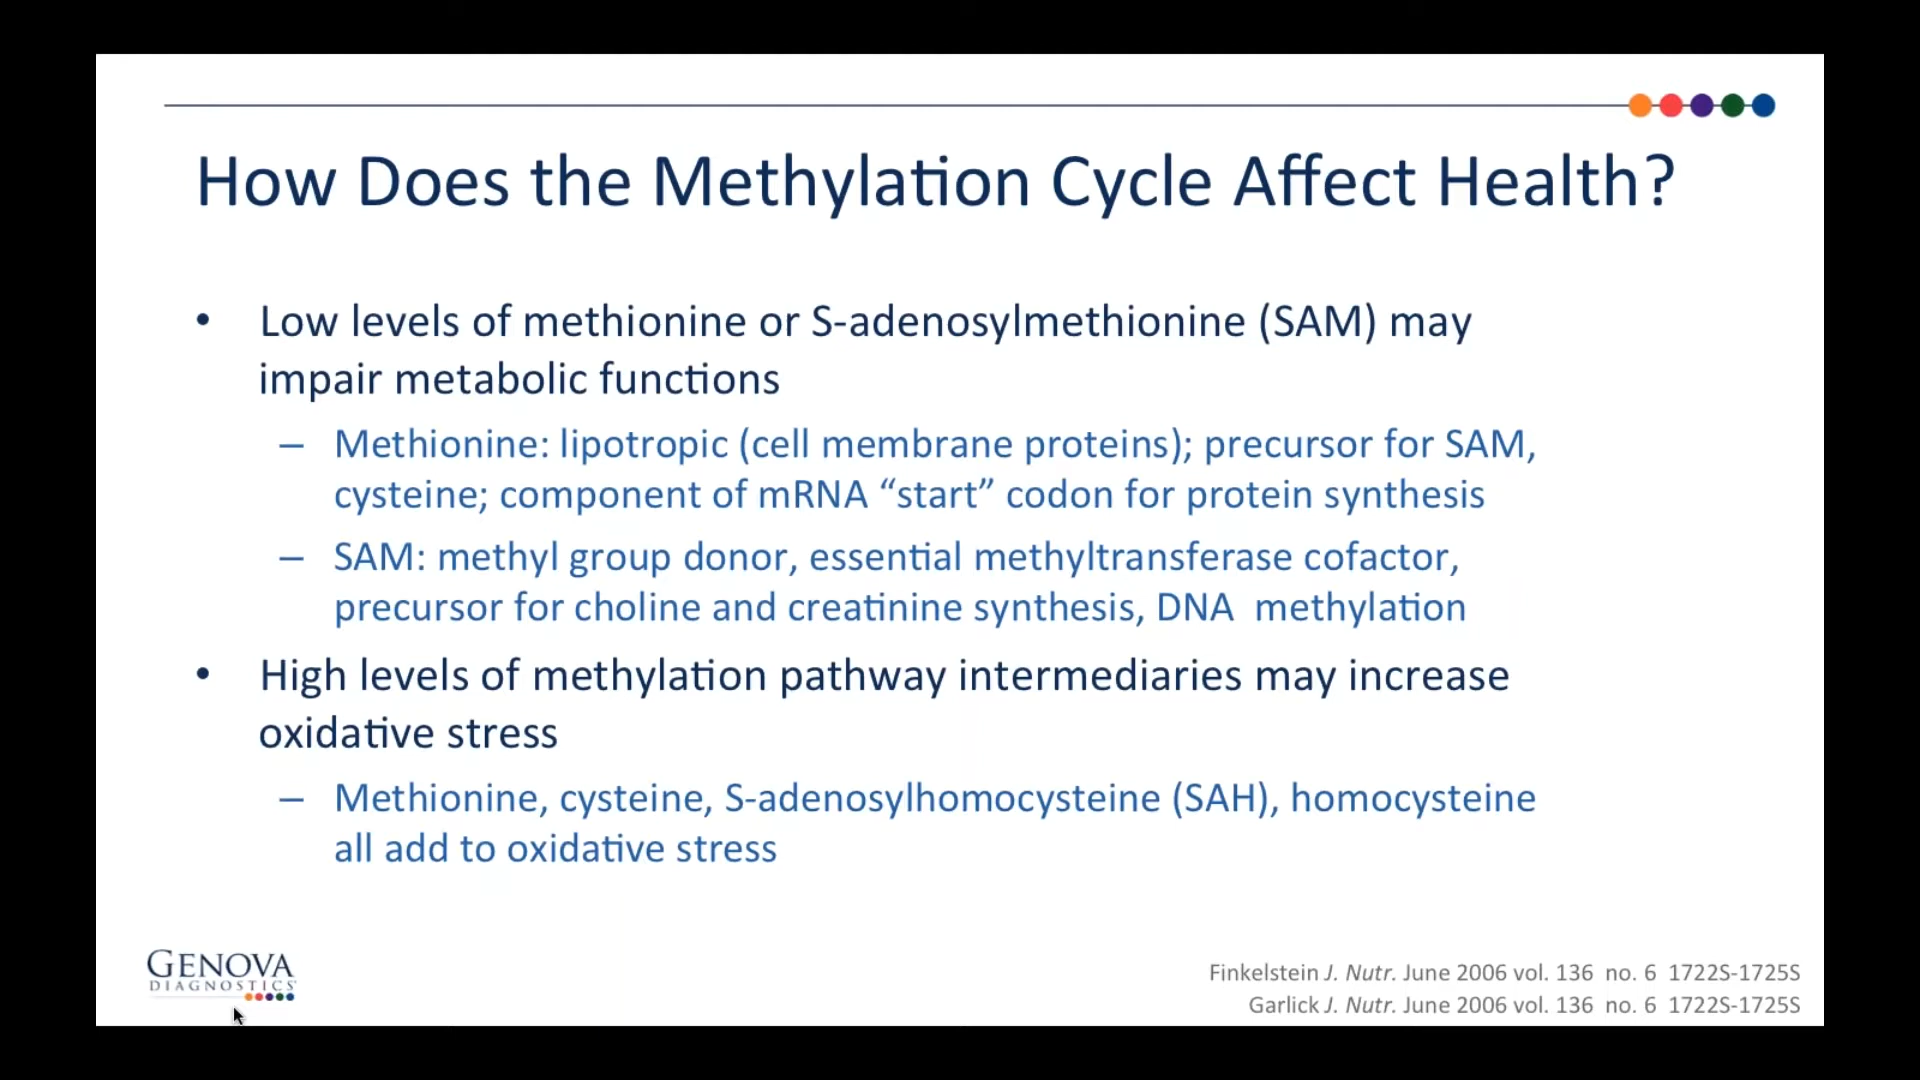 How Does the Methylation Cycle Affect Health?
• Low levels of methionine or S-adenosylmethionine (SAM) may
impair metabolic functions
– Methionine: lipotropic (cell membrane proteins); precursor for SAM,
cysteine; component of mRNA “start” codon for protein synthesis
– SAM: methyl group donor, essential methyltransferase cofactor,
precursor for choline and creatinine synthesis, DNA  methylation
• High levels of methylation pathway intermediaries may increase
oxidative stress
– Methionine, cysteine, S-adenosylhomocysteine (SAH), homocysteine
all add to oxidative stress
GENOVA
DIAGNOSTICS
Finkelstein J. Nutr. June 2006 vol. 136  no. 6  1722S-1725S
Garlick J. Nutr. June 2006 vol. 136  no. 6  1722S-1725S